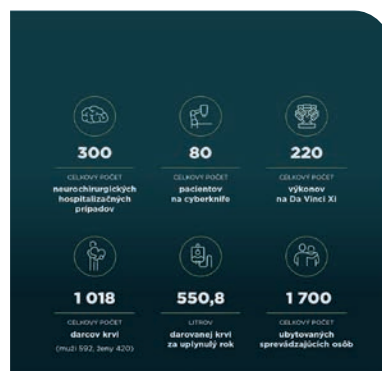 300
CELKOVÝ POČET
neurochirurgických
hospitalizačných
prípadov
80
CELKOVÝ POČET
pacientov
na cyberknife
220
CELKOVÝ POČET
výkonov
na Da Vinci Xi
1 018
CELKOVÝ POČET
darcov krvi
(muži 592, ženy 420)
550,8
LITROV
darovanej krvi
za uplynulý rok
1 700
CELKOVÝ POČET
ubytovaných
sprevádzajúcich osôb